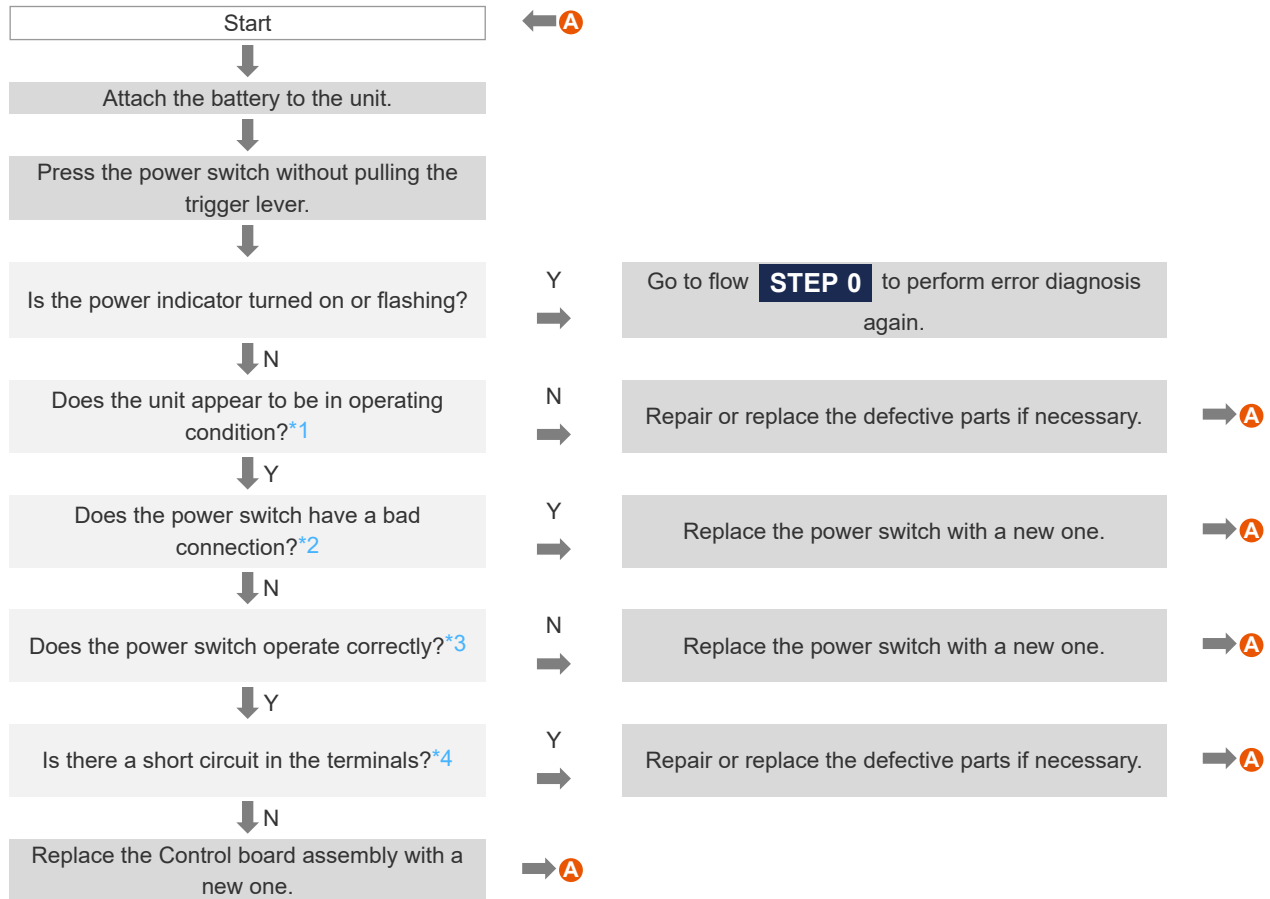 Start
A
Attach the battery to the unit.
Press the power switch without pulling the
trigger lever.
Is the power indicator turned on or flashing?
Y
Go to flow STEP 0 to perform error diagnosis
again.
N
Does the unit appear to be in operating
condition?*1
N
Repair or replace the defective parts if necessary.
A
Y
Does the power switch have a bad
connection?*2
Y
Replace the power switch with a new one.
A
N
Does the power switch operate correctly?*3
N
Replace the power switch with a new one.
A
Y
Is there a short circuit in the terminals?*4
Y
Repair or replace the defective parts if necessary.
A
N
Replace the Control board assembly with a
new one.
A